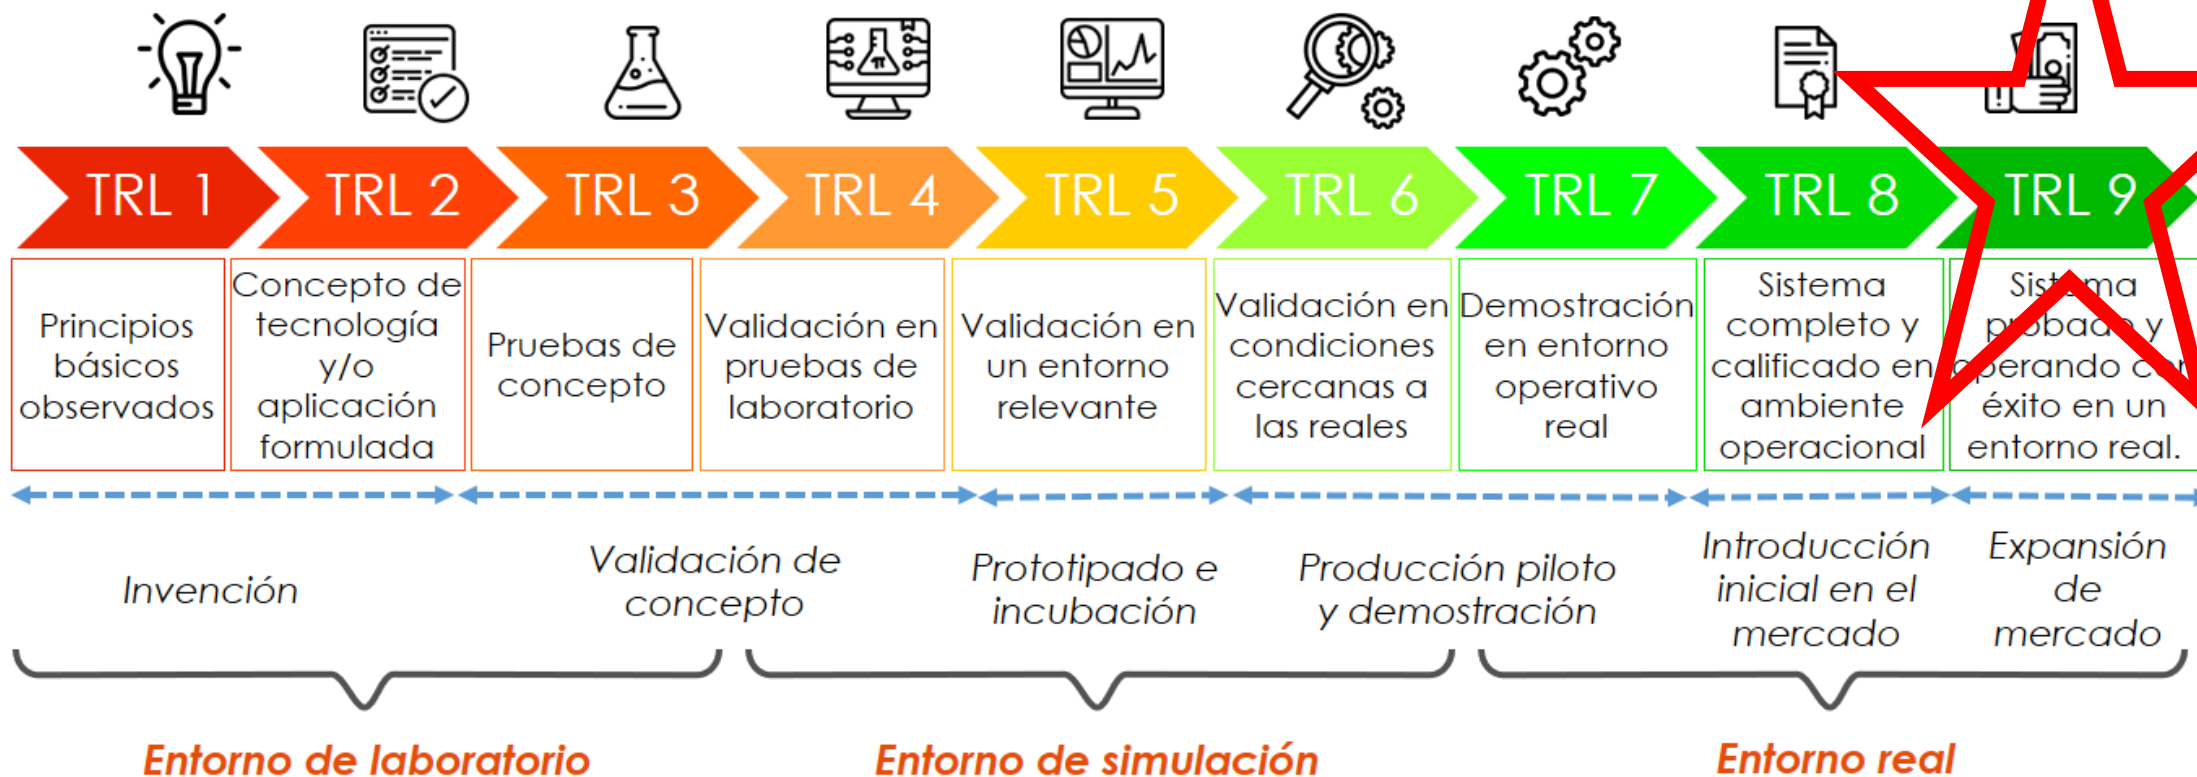 TRL 1
TRL 2
TRL 3
TRL 4
TRL 5
TRL 6
TRL 7
TRL 8
TRL 9
Principios
básicos
observados
Concepto de
tecnología
y/o
aplicación
formulada
Pruebas de
concepto
Validación en
pruebas de
laboratorio
Validación en
un entorno
relevante
Validación en
condiciones
cercanas a
las reales
Demostración
en entorno
operativo
real
Sistema
completo y
calificado en
ambiente
operacional
Sistema
probado y
operando con
éxito en un
entorno real.
Invención
Validación de
concepto
Prototipado e
incubación
Producción piloto
y demostración
Introducción
inicial en el
mercado
Expansión
de
mercado
Entorno de laboratorio
Entorno de simulación
Entorno real